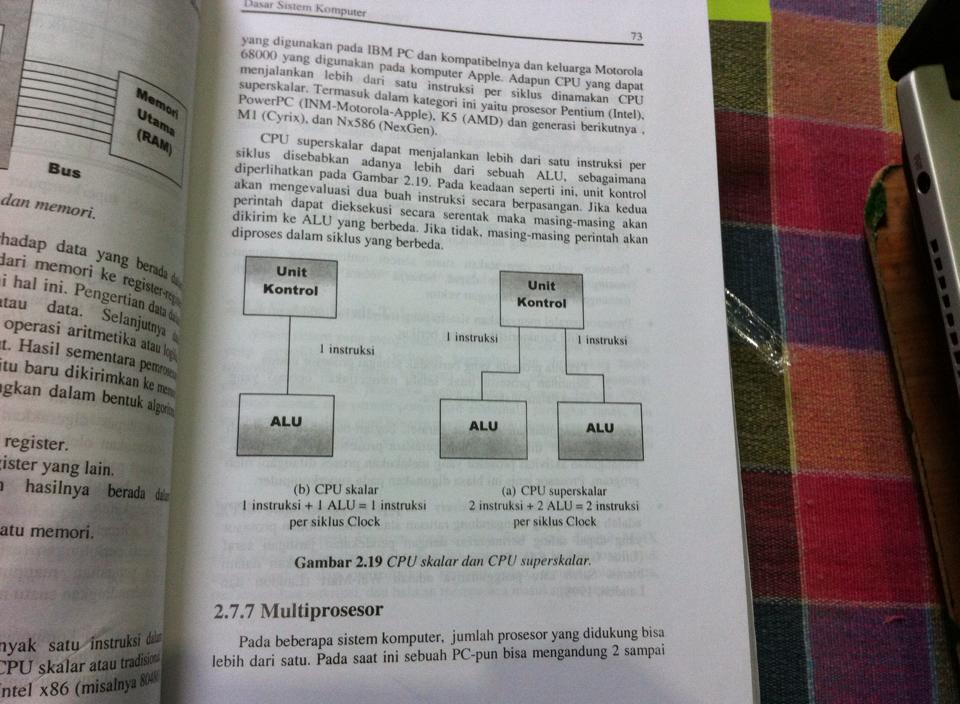 Memori
Utama
(RAM)
Bus
dan memori.
data yang berada
dari memori ke
hal ini. Pengertian data
atau data. Selanjutnya
operasi aritmetika atau
Hasil sementara
itu baru dikirimkan ke
dalam bentuk
register.
yang lain.
hasilnya berada
memori.
satu instruksi
CPU skalar atau
x86 (misalnya
Dasar Sistem Komputer
73
yang digunakan pada IBM PC dan kompatibelnya dan keluarga Motorola
68000 yang digunakan pada komputer Apple. Adapun CPU yang dapat
menjalankan lebih dari satu instruksi per siklus dinamakan CPU
superskalar. Termasuk dalam kategori ini yaitu prosesor Pentium (Intel),
PowerPC (INM-Motorola-Apple), K5 (AMD) dan generasi berikutnya ,
M1 (Cyrix), dan Nx586 (NexGen).
CPU superskalar dapat menjalankan lebih dari satu instruksi per
siklus disebabkan adanya lebih dari sebuah ALU, sebagaimana
diperlihatkan pada Gambar 2.19. Pada keadaan seperti ini, unit kontrol
akan mengevaluasi dua buah instruksi secara berpasangan. Jika kedua
perintah dapat dieksekusi secara serentak maka masing-masing akan
dikirim ke ALU yang berbeda. Jika tidak, masing-masing perintah akan
diproses dalam siklus yang berbeda.
Unit
Kontrol
1 instruksi
ALU
(b) CPU skalar
1 instruksi + 1 ALU = 1 instruksi
per siklus Clock
Unit
Kontrol
1 instruksi
1 instruksi
ALU
ALU
(a) CPU superskalar
2 instruksi + 2 ALU = 2 instruksi
per siklus Clock
Gambar 2.19 CPU skalar dan CPU superskalar.
2.7.7 Multiprosesor
Pada beberapa sistem komputer, jumlah prosesor yang didukung bisa
lebih dari satu. Pada saat ini sebuah PC-pun bisa mengandung 2 sampai